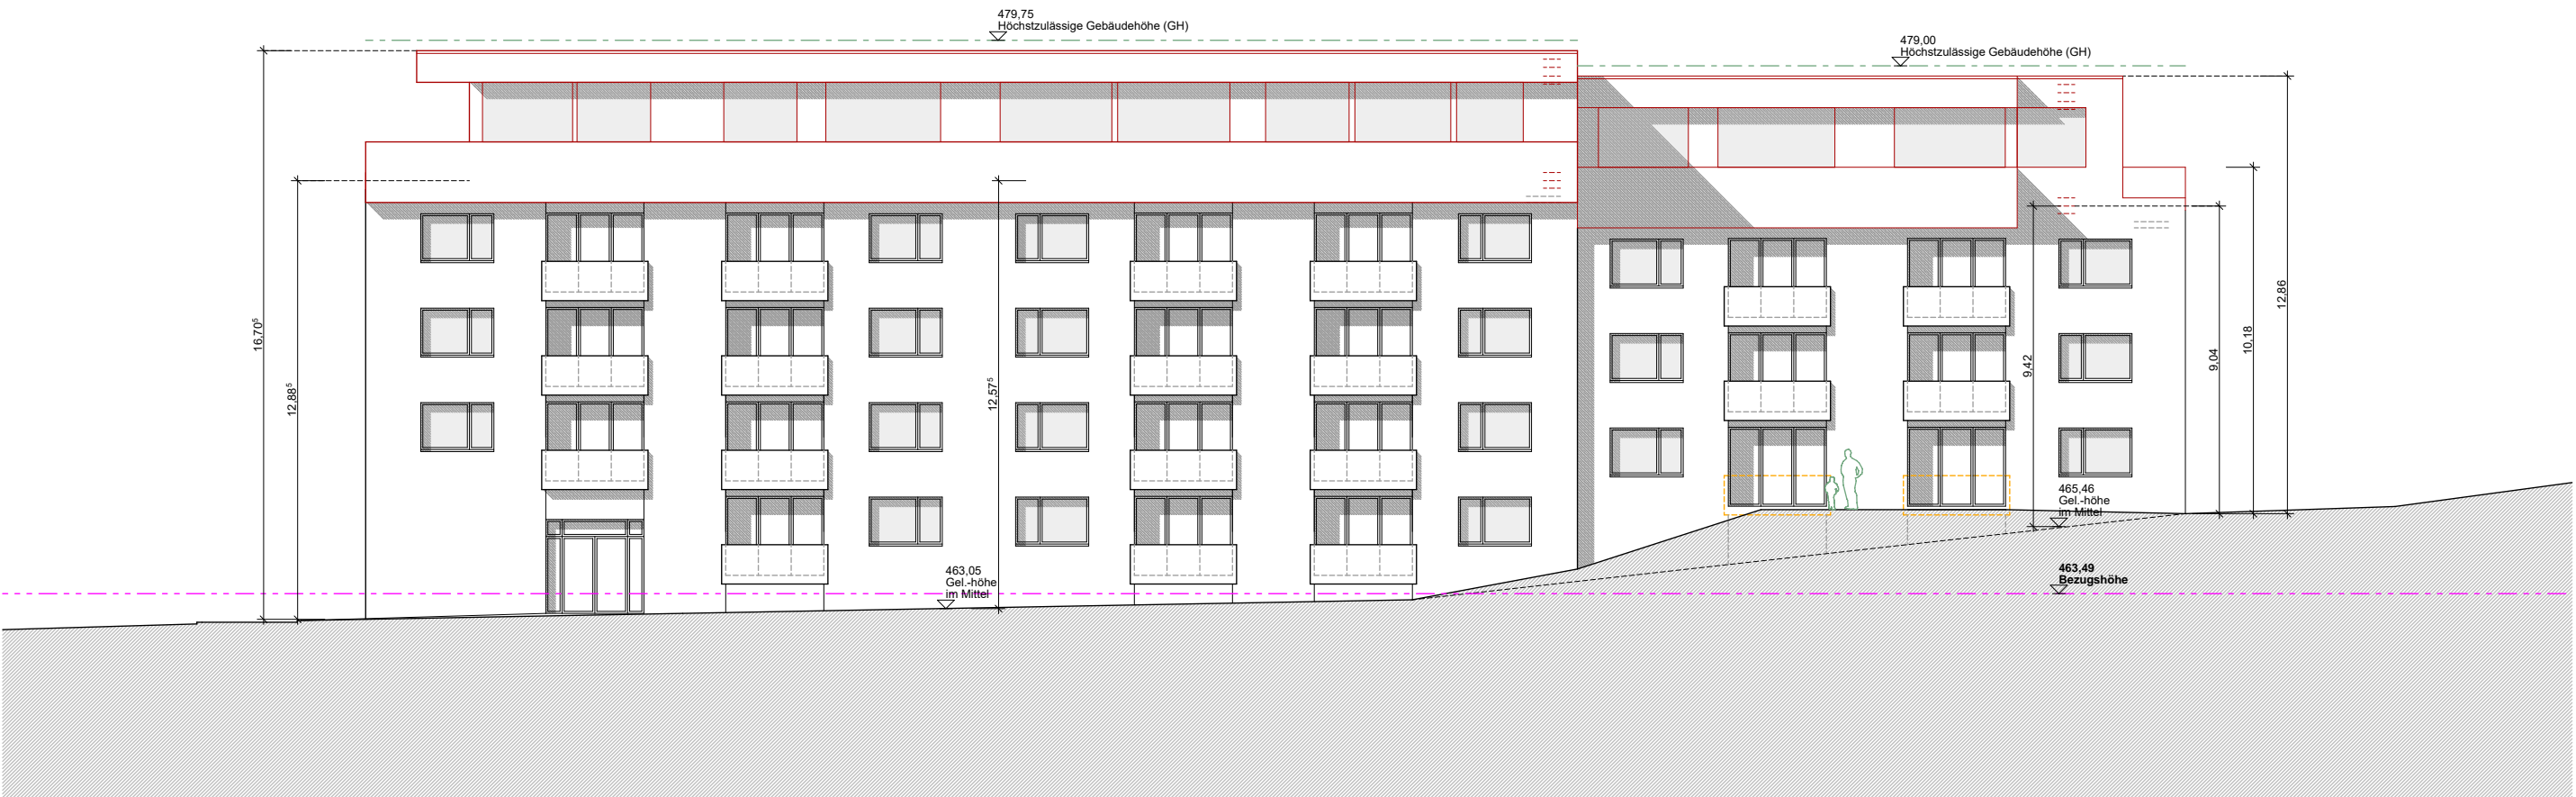 479,75
Höchstzulässige Gebäudehöhe (GH)
479,00
Höchstzulässige Gebäudehöhe (GH)
16,70⁵
12,88⁵
12,57⁵
9,42
9,04
10,18
12,86
465,46
Gel.-höhe
im Mittel
463,05
Gel.-höhe
im Mittel
463,49
Bezugshöhe